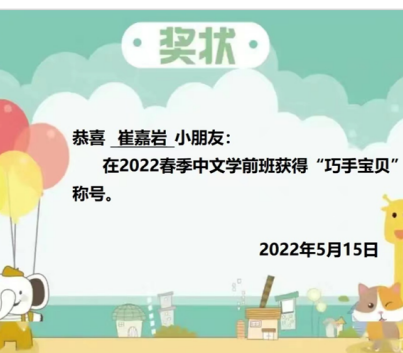 奖状
恭喜 崔嘉岩 小朋友：
在2022春季中文学前班获得“巧手宝贝”
称号。
2022年5月15日